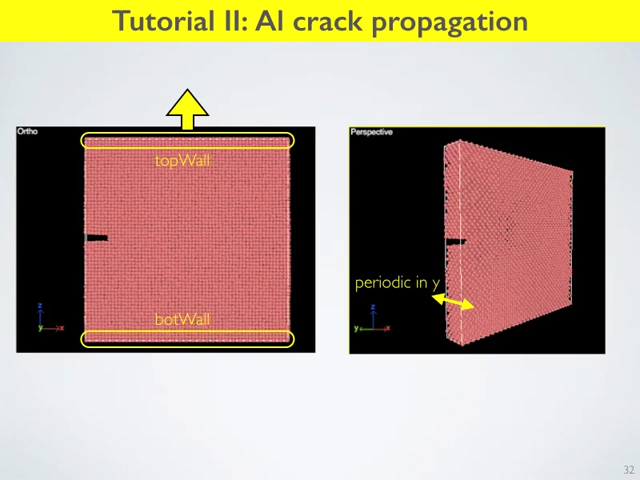 Tutorial II: Al crack propagation
Ortho
topWall
botWall
z
y
x
Perspective
periodic in y
z
y
x
32